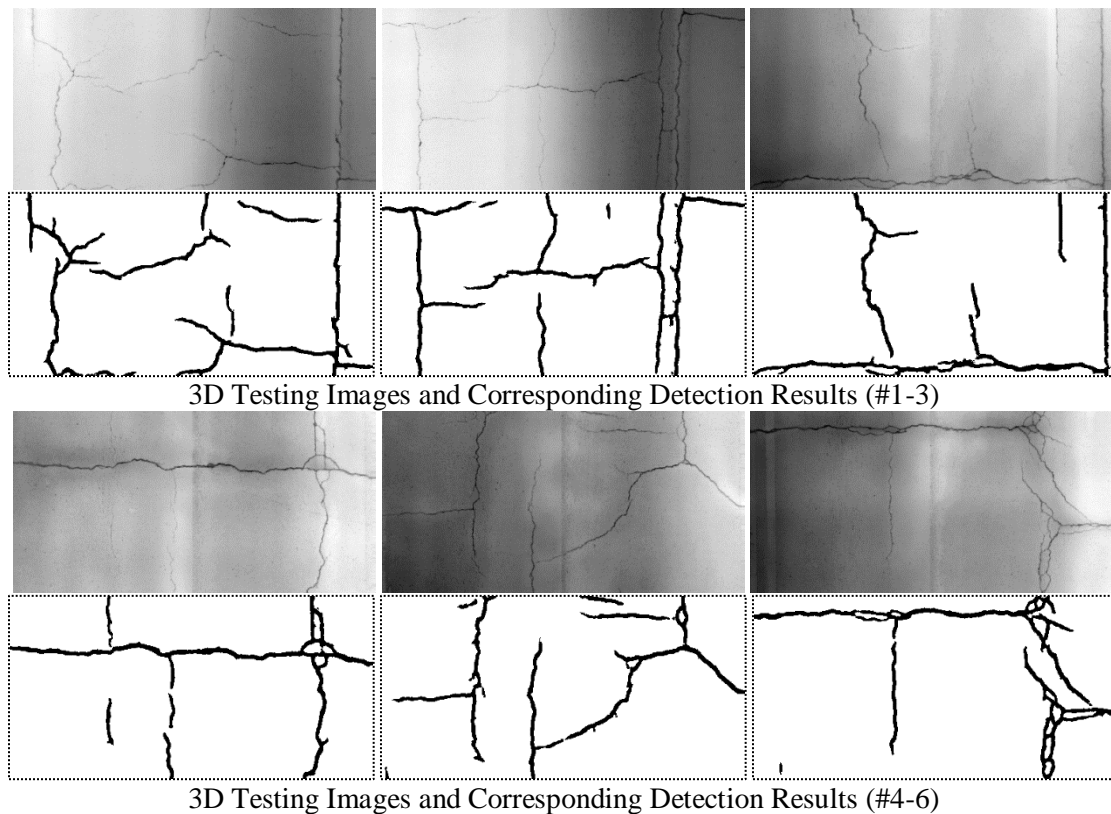 3D Testing Images and Corresponding Detection Results (#1-3)
3D Testing Images and Corresponding Detection Results (#4-6)